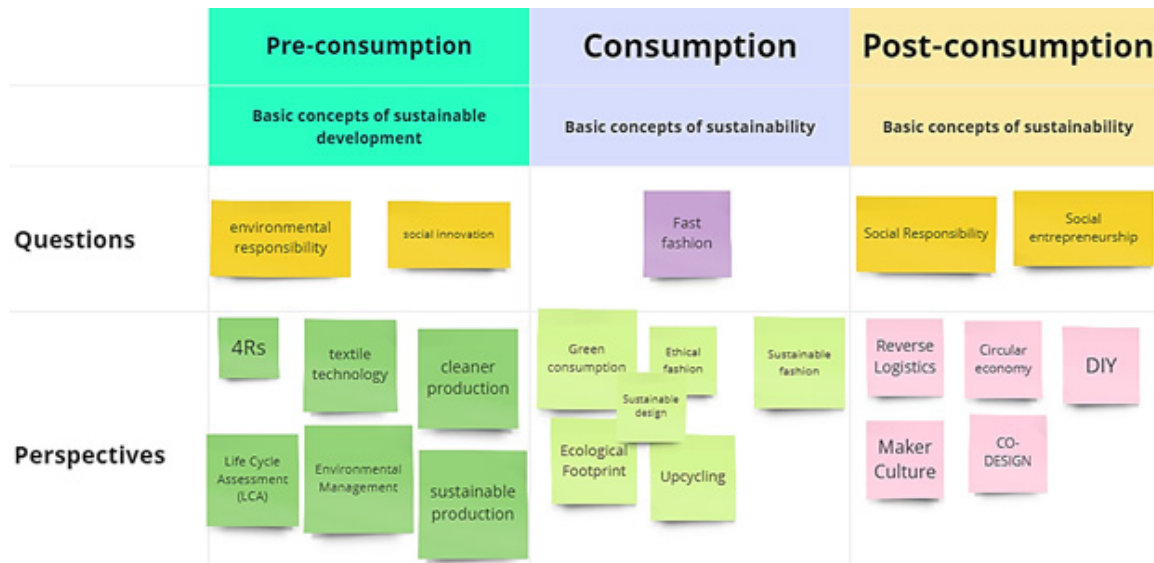 Pre-consumption
Consumption
Post-consumption
Basic concepts of sustainable
development
Basic concepts of sustainability
Basic concepts of sustainability
Questions
environmental
responsibility
social innovation
Fast
fashion
Social Responsibility
Social
entrepreneurship
Perspectives
4Rs
textile
technology
cleaner
production
Life Cycle
Assessment
(LCA)
Environmental
Management
sustainable
production
Green
consumption
Ethical
fashion
Sustainable
fashion
Sustainable
design
Ecological
Footprint
Upcycling
Reverse
Logistics
Circular
economy
DIY
Maker
Culture
CO-
DESIGN